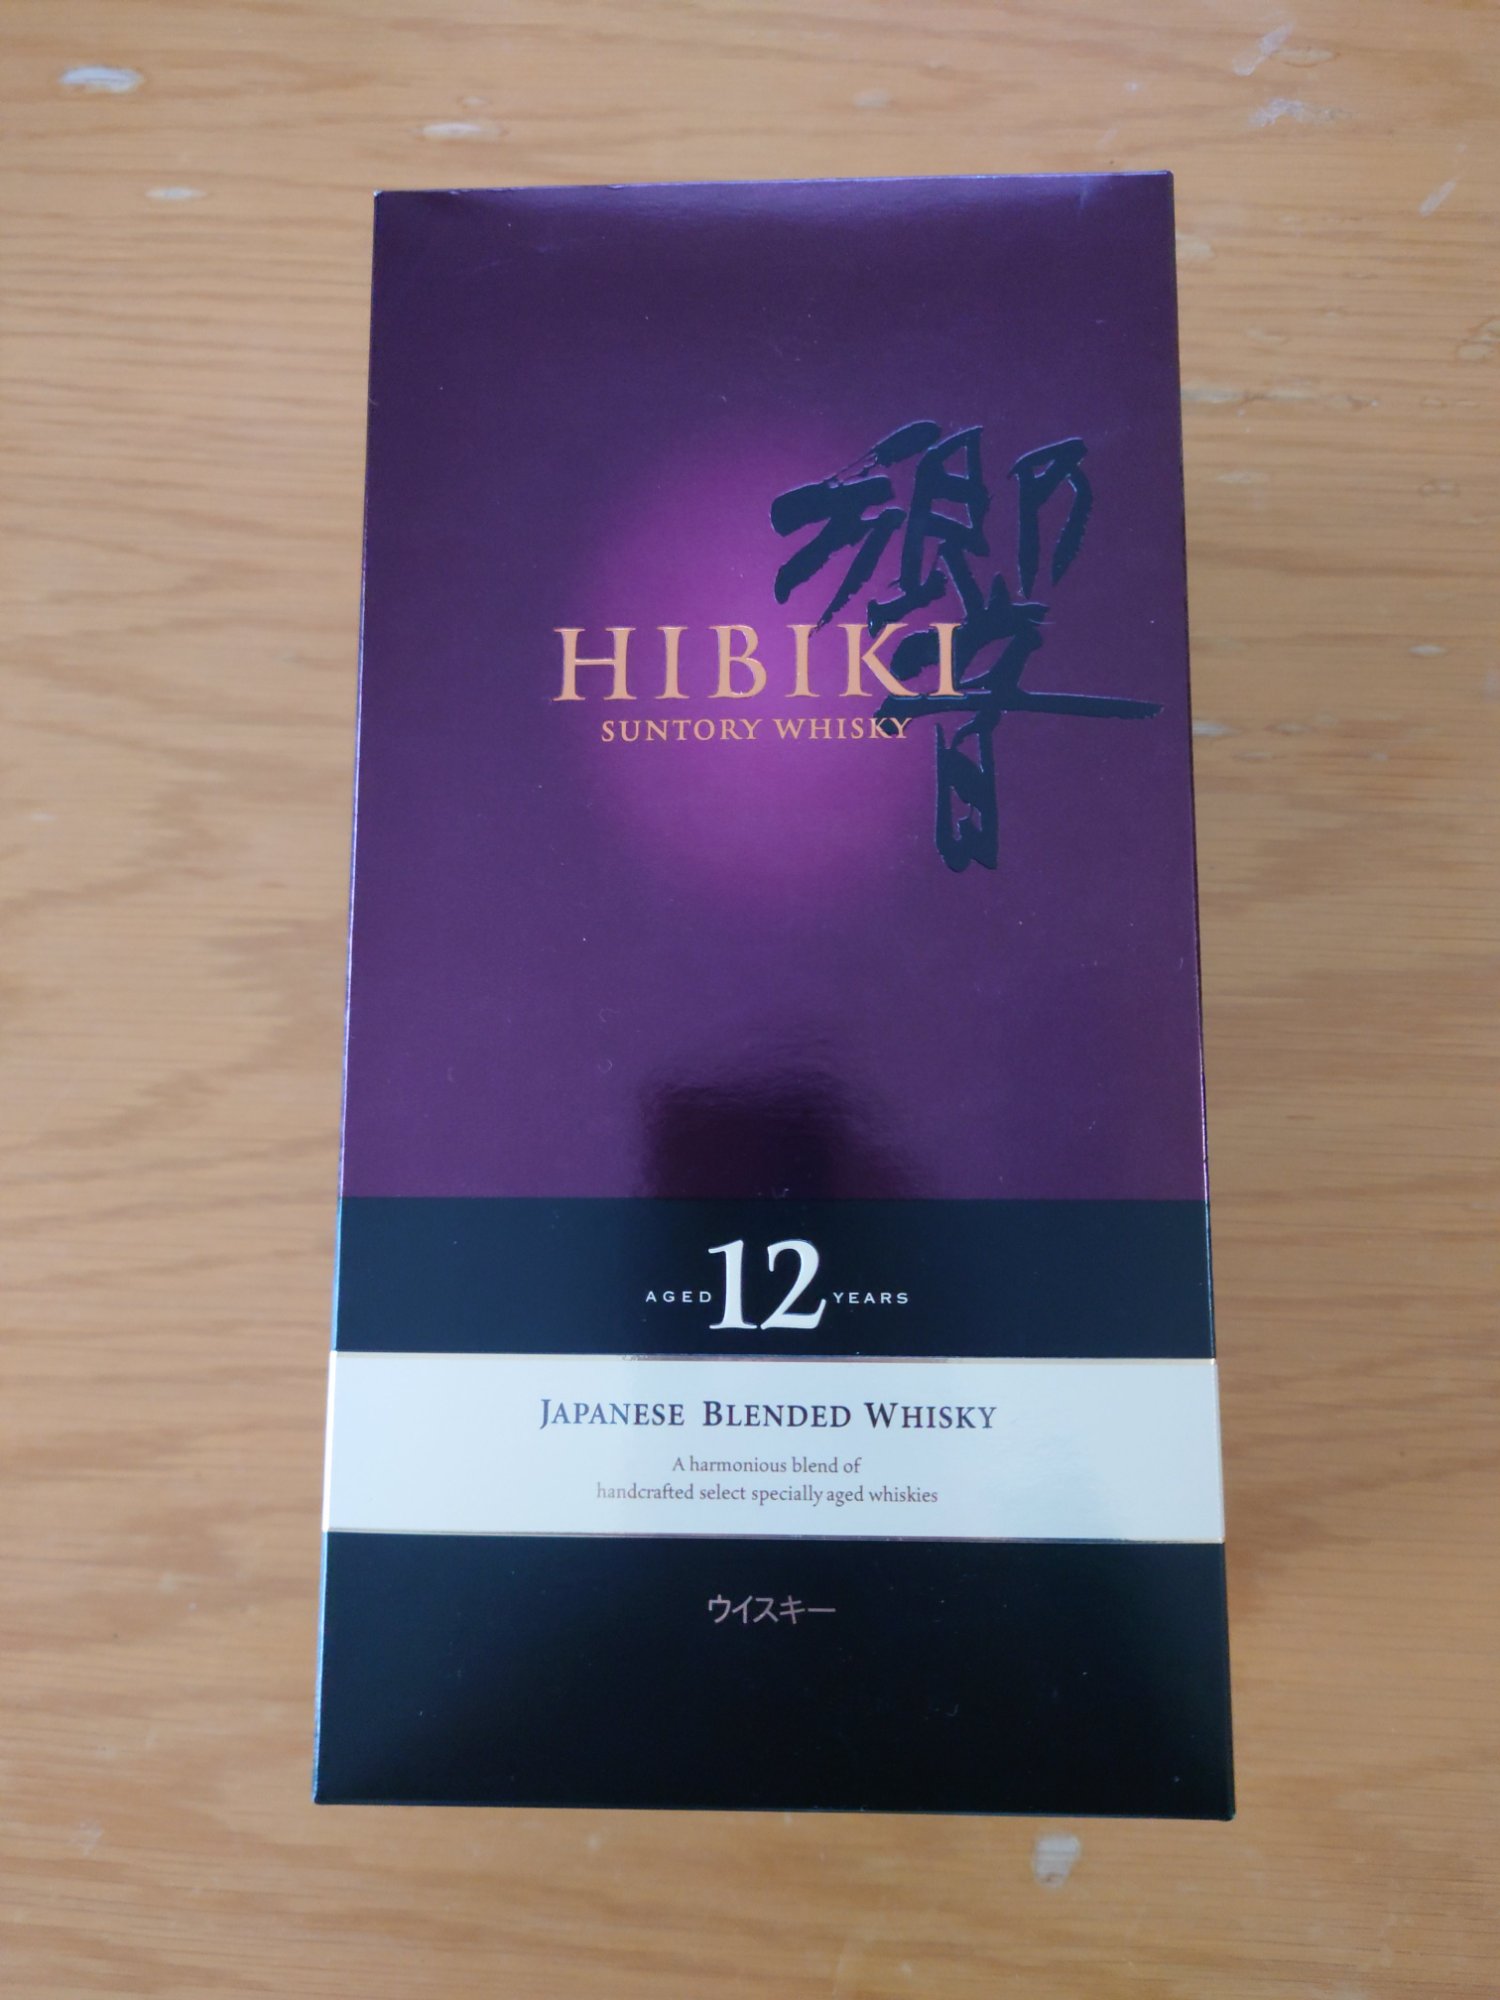 響
HIBIKI
SUNTORY WHISKY
AGED 12 YEARS
JAPANESE BLENDED WHISKY
A harmonious blend of
handcrafted select specially aged whiskies
ウイスキー